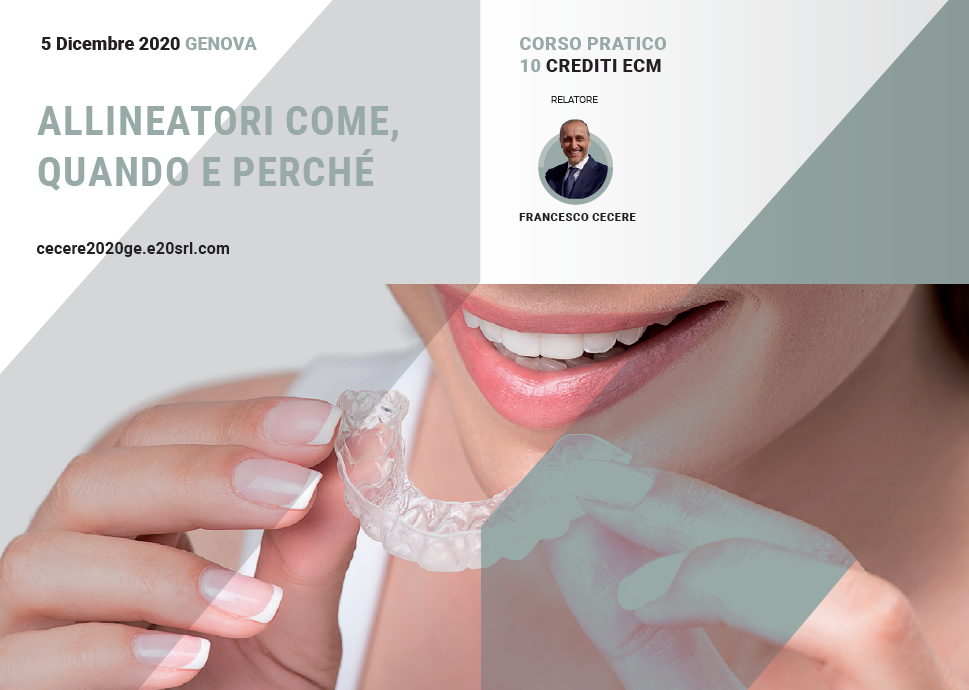 5 Dicembre 2020 GENOVA
ALLINEATORI COME,
QUANDO E PERCHÉ
cecere2020ge.e20srl.com
CORSO PRATICO
10 CREDITI ECM
RELATORE
FRANCESCO CECERE